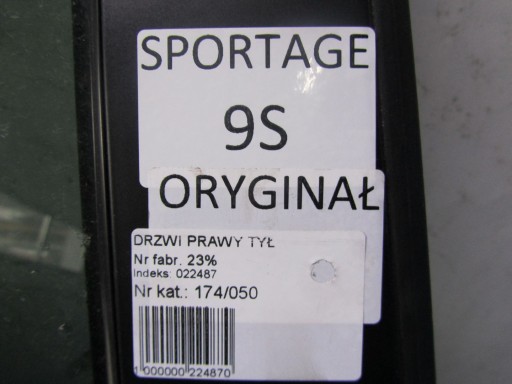 SPORTAGE
9S
ORYGINAŁ
DRZWI PRAWY TYŁ
Nr fabr. 23%
Indeks: 022487
Nr kat.: 174/050
1 000000 224870